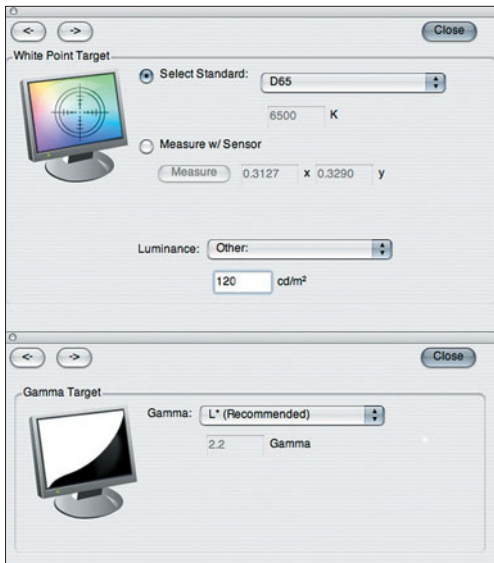 <- -> Close
White Point Target
Select Standard: D65
6500 K
Measure w/ Sensor
Measure 0.3127 x 0.3290 y
Luminance: Other:
120 cd/m²
<- -> Close
Gamma Target
Gamma: L* (Recommended)
2.2 Gamma